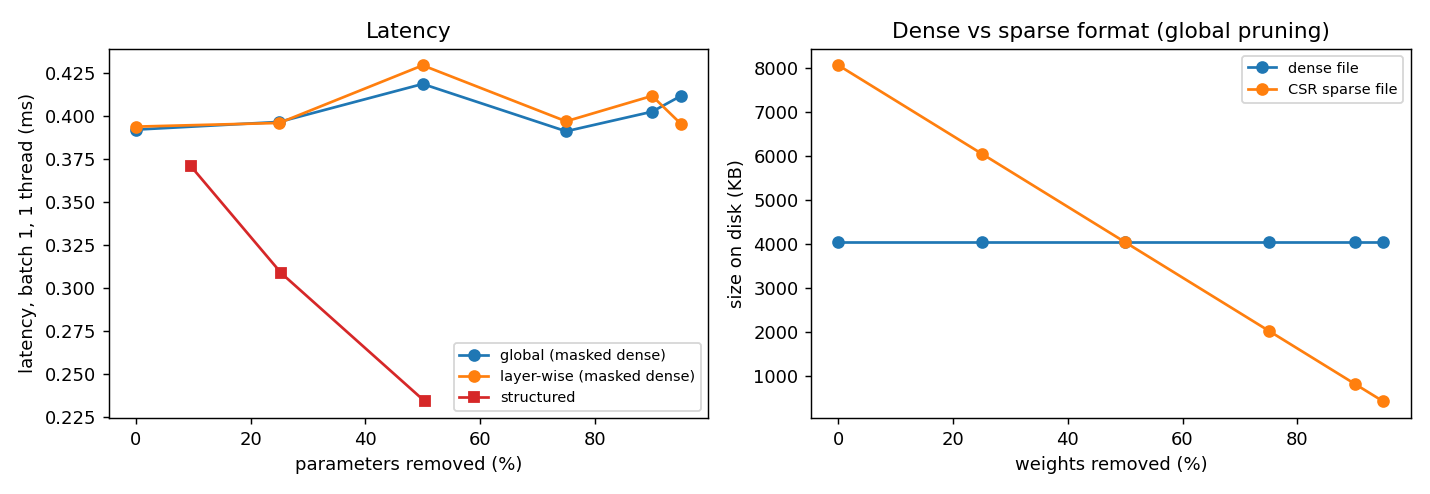 Latency
latency, batch 1, 1 thread (ms)
0.425
0.400
0.375
0.350
0.325
0.300
0.275
0.250
0.225
global (masked dense)
layer-wise (masked dense)
structured
0 20 40 60 80
parameters removed (%)
Dense vs sparse format (global pruning)
size on disk (KB)
8000
7000
6000
5000
4000
3000
2000
1000
dense file
CSR sparse file
0 20 40 60 80
weights removed (%)